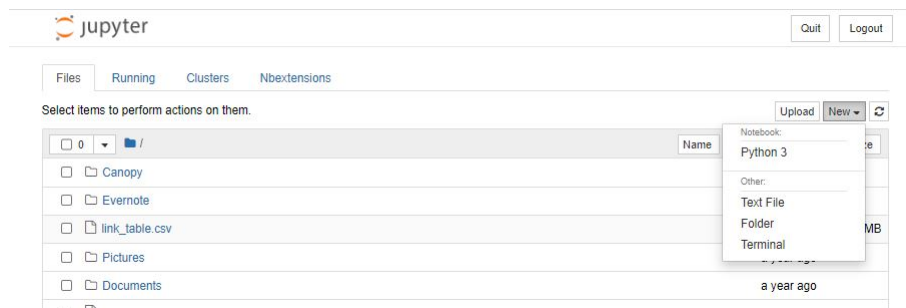 jupyter
Quit Logout
Files Running Clusters Nbextensions
Select items to perform actions on them.
Upload New
0 / Name
Notebook:
Python 3
Canopy
Other:
Evernote
Text File
Folder
link_table.csv MB
Terminal
Pictures a year ago
Documents a year ago